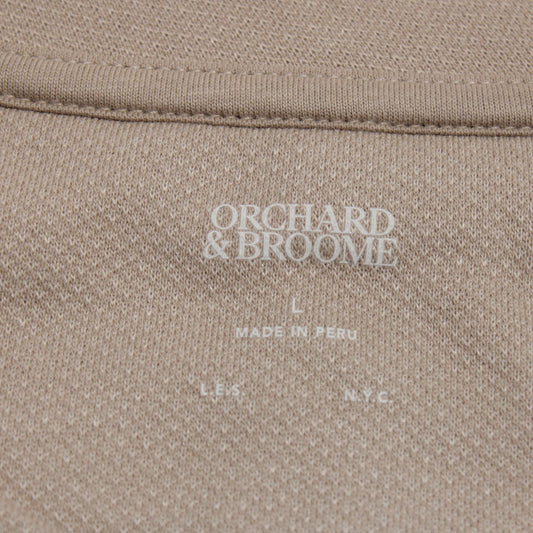 ORCHARD
& BROOME
L
MADE IN PERU
L.E.S. N.Y.C.